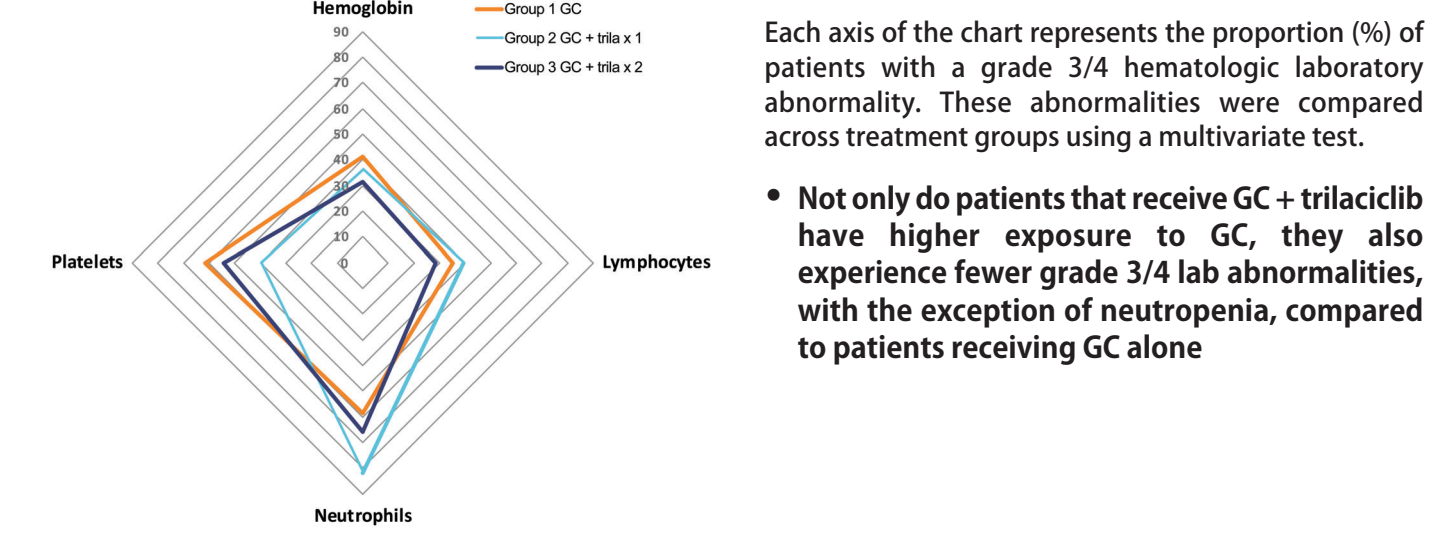 Hemoglobin
Group 1 GC
Group 2 GC + trila x 1
Group 3 GC + trila x 2
90
80
70
60
50
40
30
20
10
0
Platelets
Lymphocytes
Neutrophils
Each axis of the chart represents the proportion (%) of
patients with a grade 3/4 hematologic laboratory
abnormality. These abnormalities were compared
across treatment groups using a multivariate test.
• Not only do patients that receive GC + trilaciclib
have higher exposure to GC, they also
experience fewer grade 3/4 lab abnormalities,
with the exception of neutropenia, compared
to patients receiving GC alone